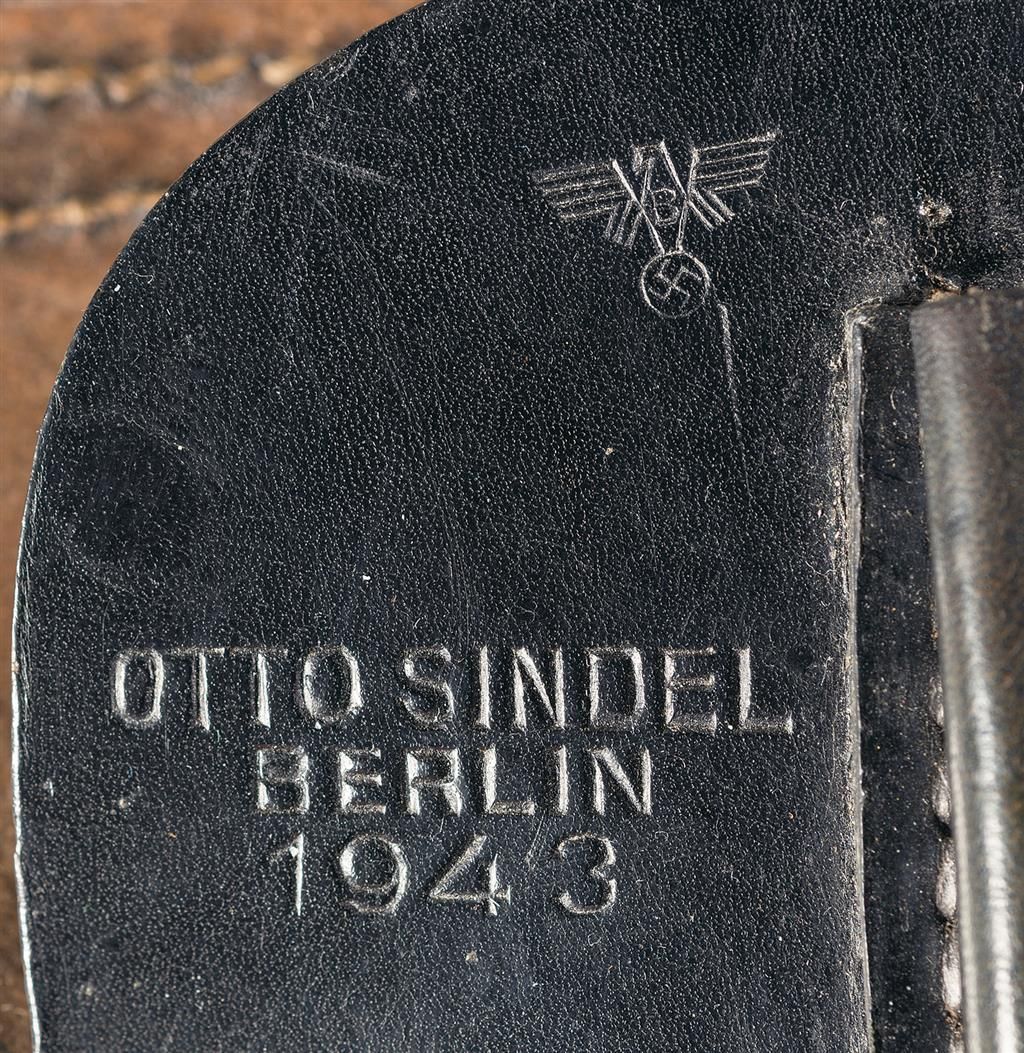 OTTO SINDEL
BERLIN
1943